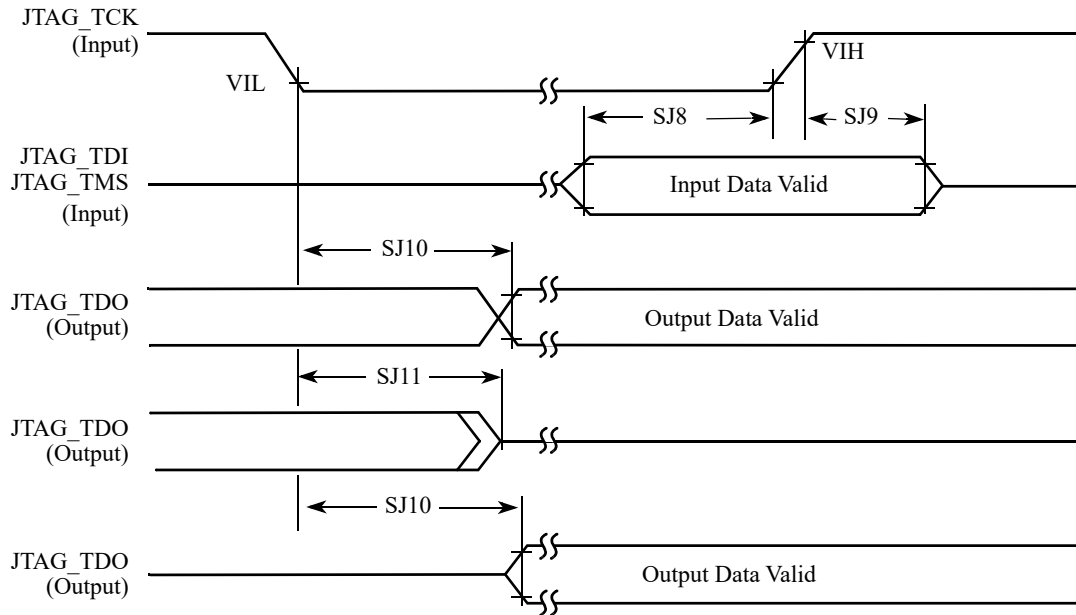 JTAG_TCK
(Input)
VIL
VIH
SJ8
SJ9
JTAG_TDI
JTAG_TMS
(Input)
Input Data Valid
SJ10
JTAG_TDO
(Output)
Output Data Valid
SJ11
JTAG_TDO
(Output)
SJ10
JTAG_TDO
(Output)
Output Data Valid